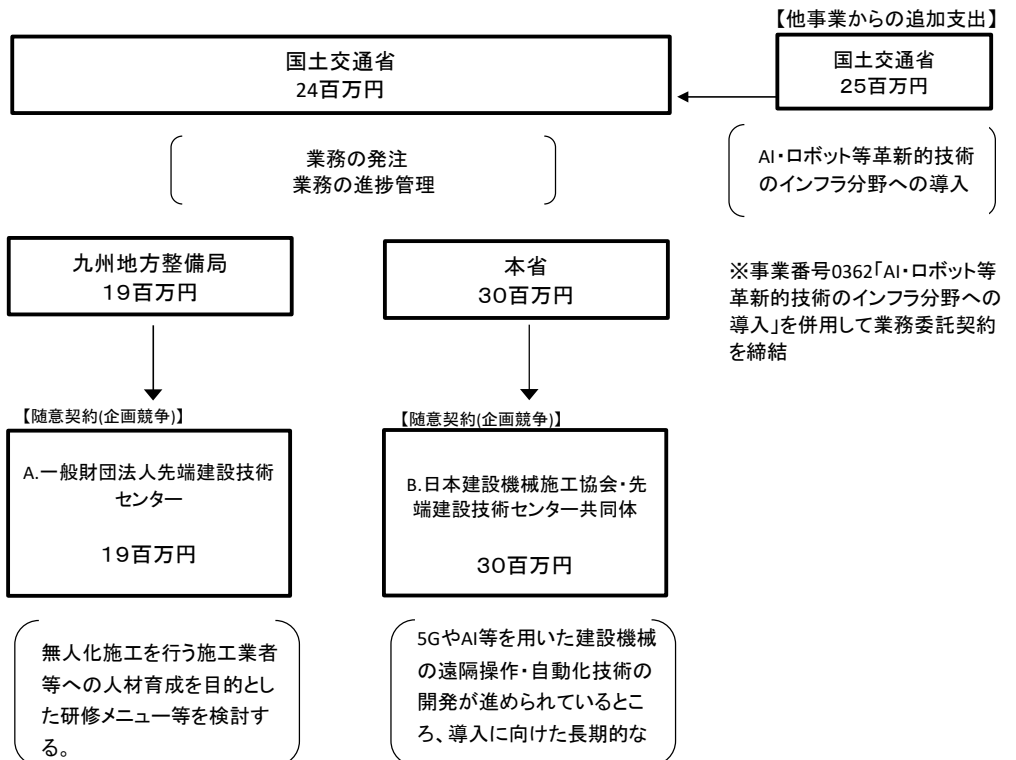 【他事業からの追加支出】
国土交通省
24百万円
国土交通省
25百万円
業務の発注
業務の進捗管理
AI・ロボット等革新的技術
のインフラ分野への導入
九州地方整備局
19百万円
本省
30百万円
※事業番号0362「AI・ロボット等
革新的技術のインフラ分野への
導入」を併用して業務委託契約
を締結
【随意契約(企画競争)】
A.一般財団法人先端建設技術
センター
19百万円
【随意契約(企画競争)】
B.日本建設機械施工協会・先
端建設技術センター共同体
30百万円
無人化施工を行う施工業者
等への人材育成を目的とし
た研修メニュー等を検討す
る。
5GやAI等を用いた建設機械
の遠隔操作・自動化技術の
開発が進められているとこ
ろ、導入に向けた長期的な